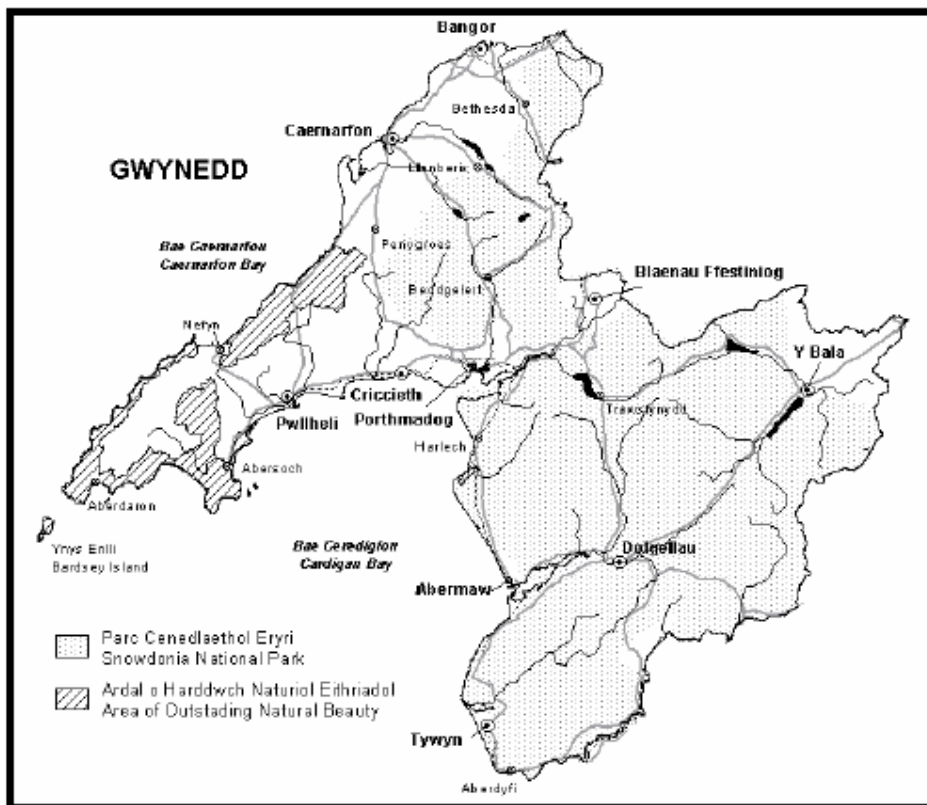 Bangor
Bethesda
Caernarfon
Llanberis
GWYNEDD
Penygroes
Bae Caernarfon
Caernarfon Bay
Beddgelert
Blaenau Ffestiniog
Nefyn
Y Bala
Criccieth
Trawsfynydd
Pwllheli
Porthmadog
Harlech
Abersoch
Aberdaron
Ynys Enlli
Bardsey Island
Bae Ceredigion
Cardigan Bay
Dolgellau
Abermaw
Parc Cenedlaethol Eryri
Snowdonia National Park
Ardal o Harddwch Naturiol Eithriadol
Area of Outstading Natural Beauty
Tywyn
Aberdyfi